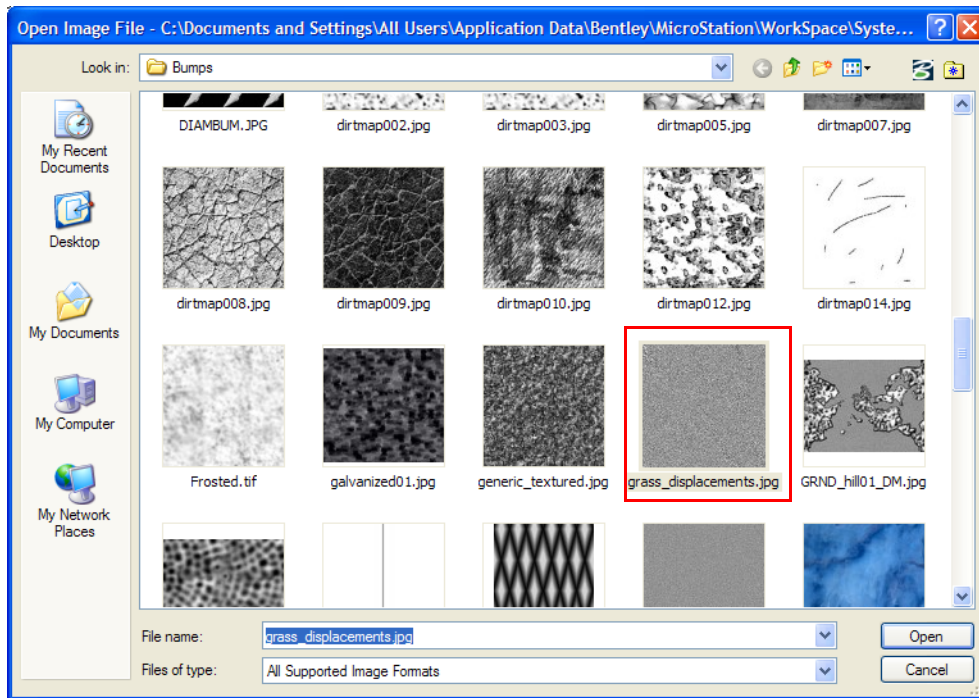 Open Image File - C:\Documents and Settings\All Users\Application Data\Bentley\MicroStation\WorkSpace\Syste...
Look in: Bumps
My Recent
Documents
Desktop
My Documents
My Computer
My Network
Places
DIAMBUM.JPG dirtmap002.jpg dirtmap003.jpg dirtmap005.jpg dirtmap007.jpg
dirtmap008.jpg dirtmap009.jpg dirtmap010.jpg dirtmap012.jpg dirtmap014.jpg
Frosted.tif galvanized01.jpg generic_textured.jpg grass_displacements.jpg GRND_hill01_DM.jpg
File name: grass_displacements.jpg Open
Files of type: All Supported Image Formats Cancel